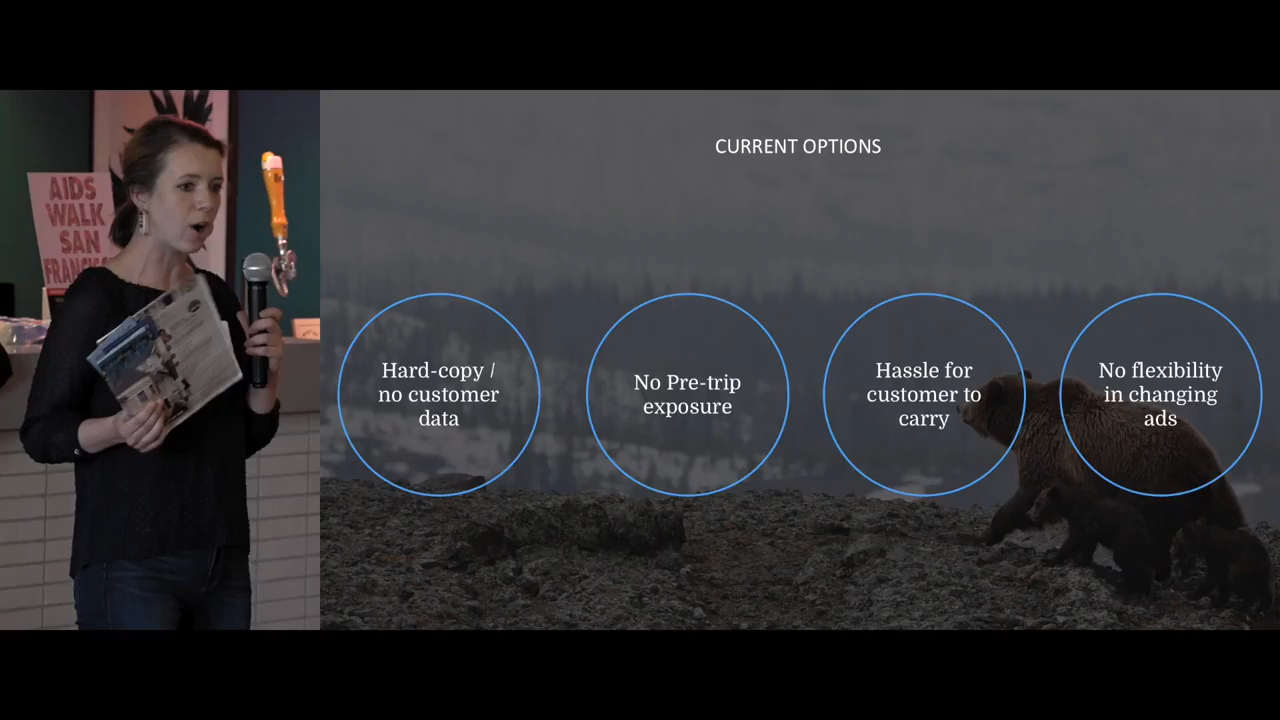 AIDS
WALK
SAN
CURRENT OPTIONS
Hard-copy /
no customer
data
No Pre-trip
exposure
Hassle for
customer to
carry
No flexibility
in changing
ads